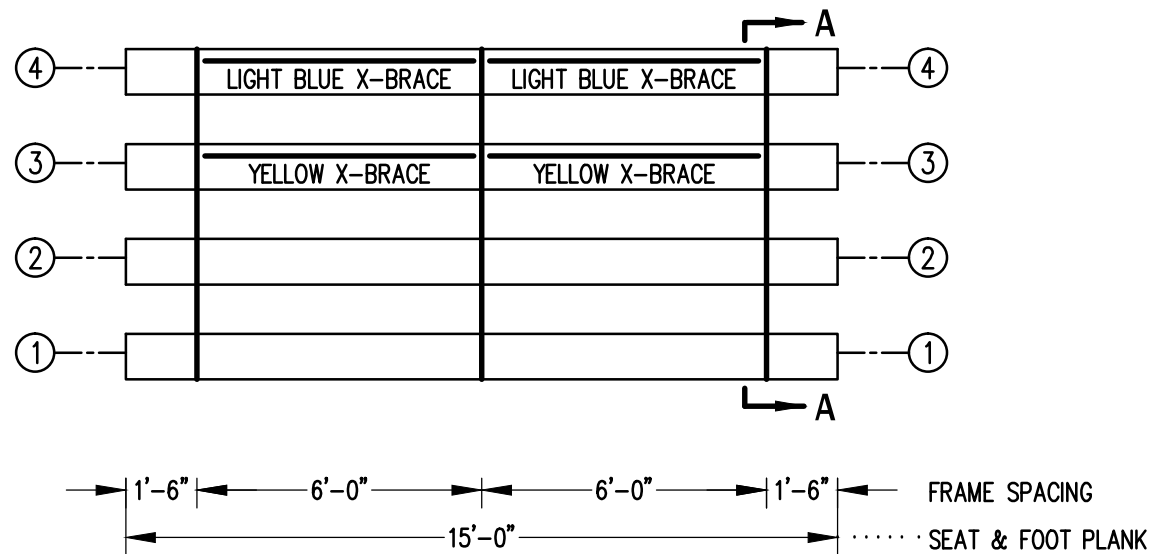 A
4 LIGHT BLUE X-BRACE LIGHT BLUE X-BRACE 4
3 YELLOW X-BRACE YELLOW X-BRACE 3
2 2
1 1
A
1'-6" 6'-0" 6'-0" 1'-6" FRAME SPACING
15'-0" SEAT & FOOT PLANK